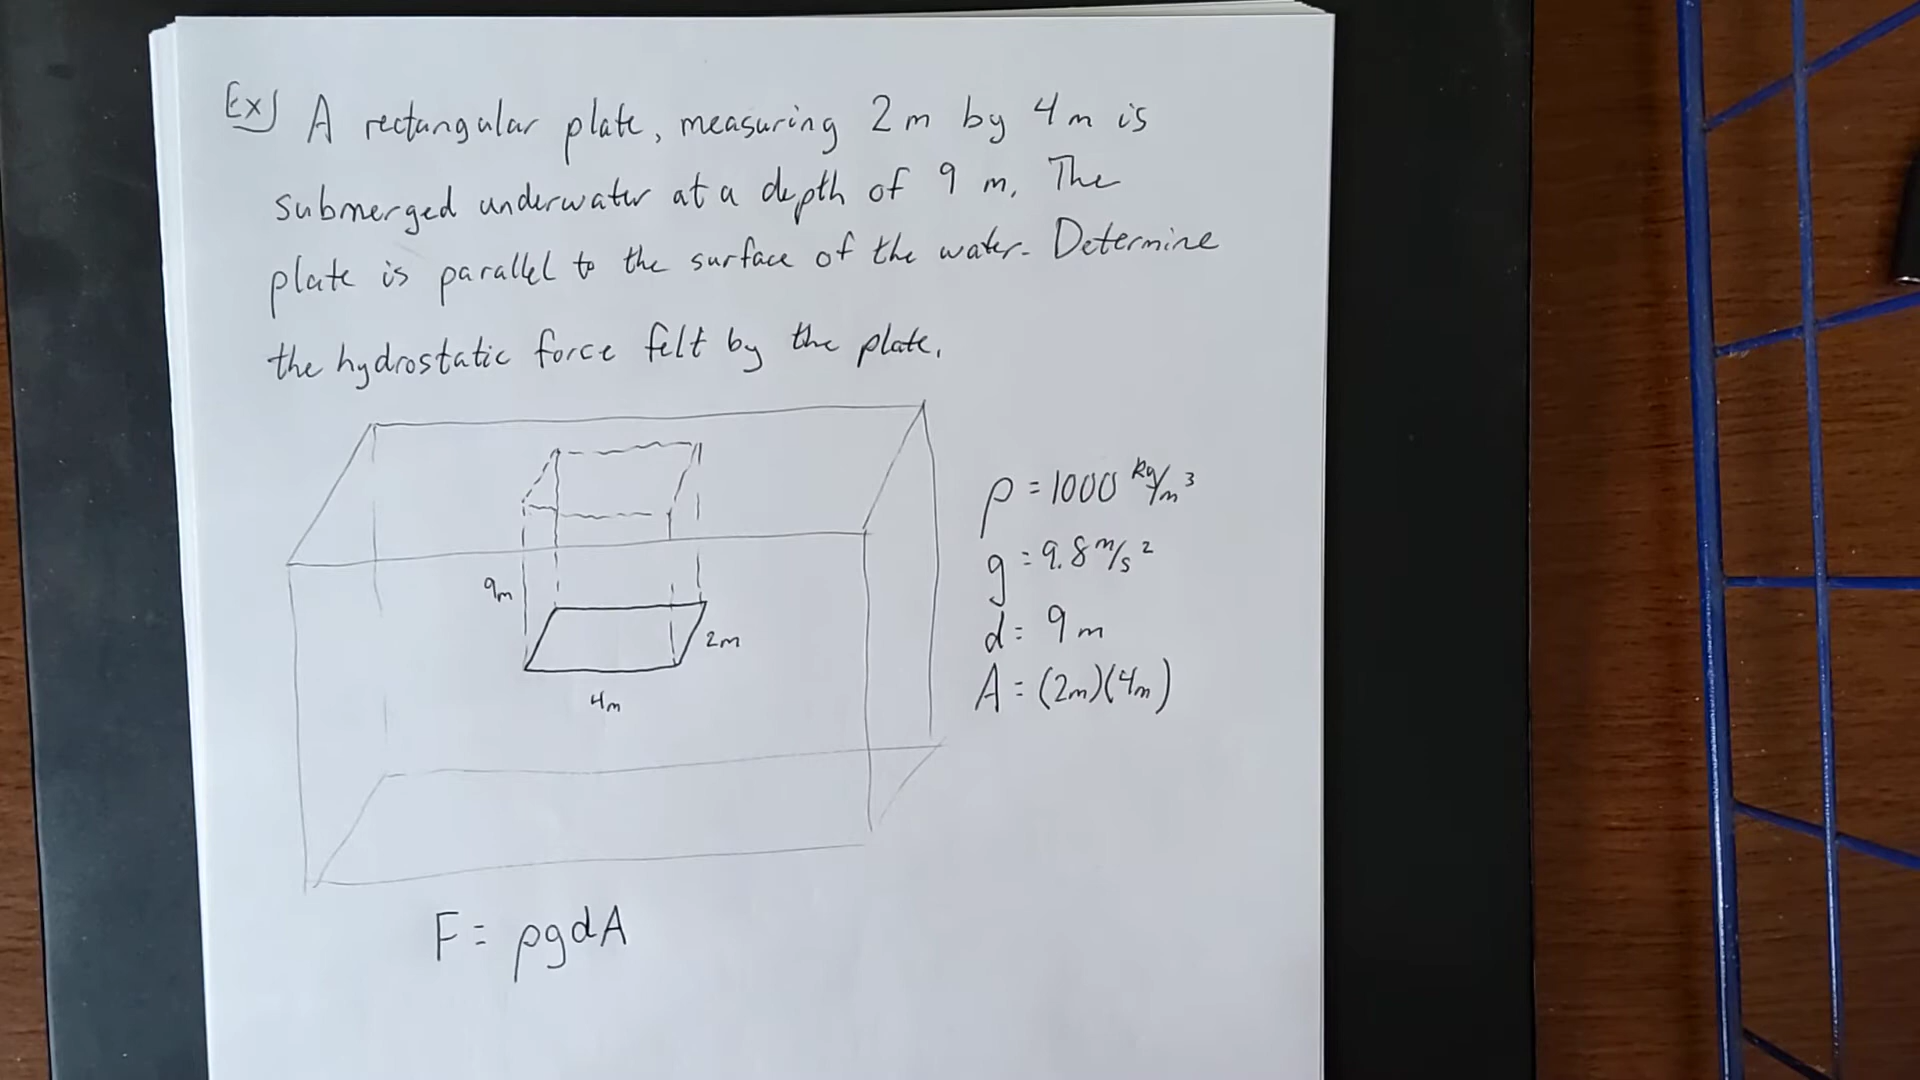 Ex) A rectangular plate, measuring 2m by 4m is
submerged underwater at a depth of 9 m. The
plate is parallel to the surface of the water. Determine
the hydrostatic force felt by the plate.
ρ = 1000 kg/m³
g = 9.8 m/s²
d = 9 m
A = (2m)(4m)
9m
2m
4m
F = ρgdA